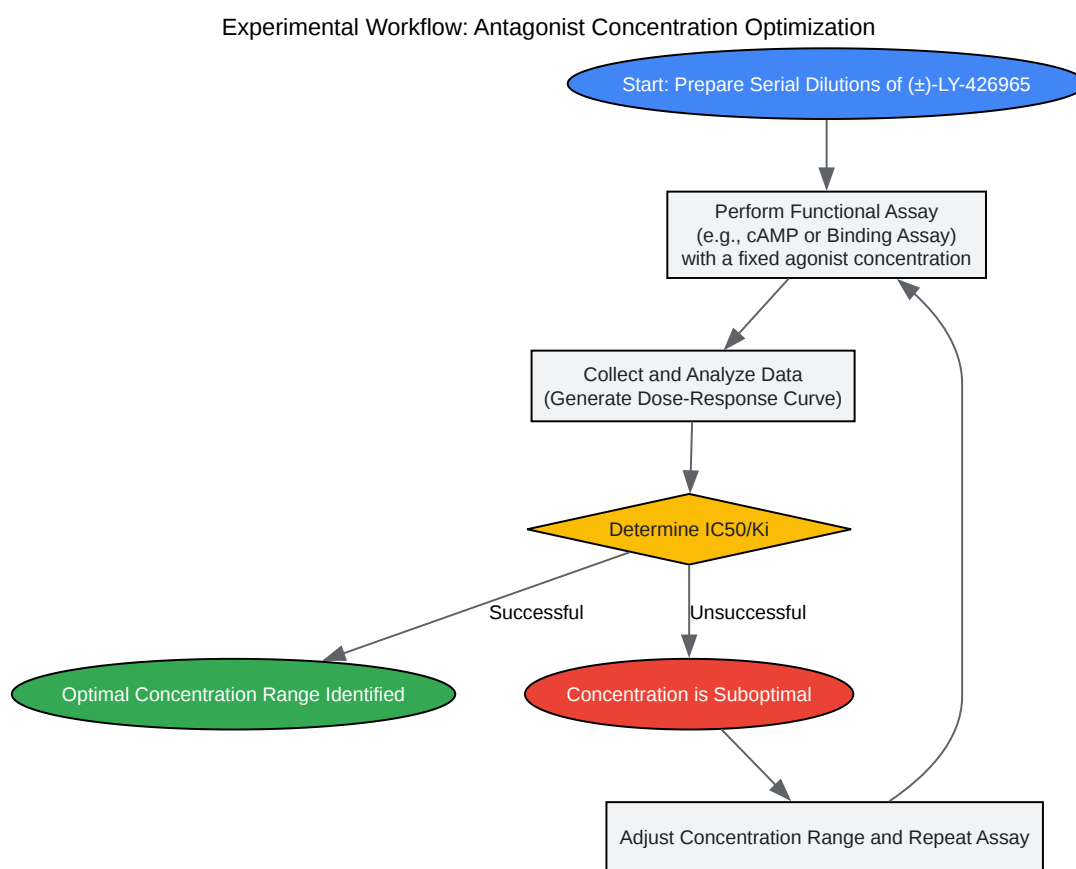 Experimental Workflow: Antagonist Concentration Optimization
Start: Prepare Serial Dilutions of (±)-LY-426965
Perform Functional Assay
(e.g., cAMP or Binding Assay)
with a fixed agonist concentration
Collect and Analyze Data
(Generate Dose-Response Curve)
Determine IC50/Ki
Successful
Unsuccessful
Optimal Concentration Range Identified
Concentration is Suboptimal
Adjust Concentration Range and Repeat Assay